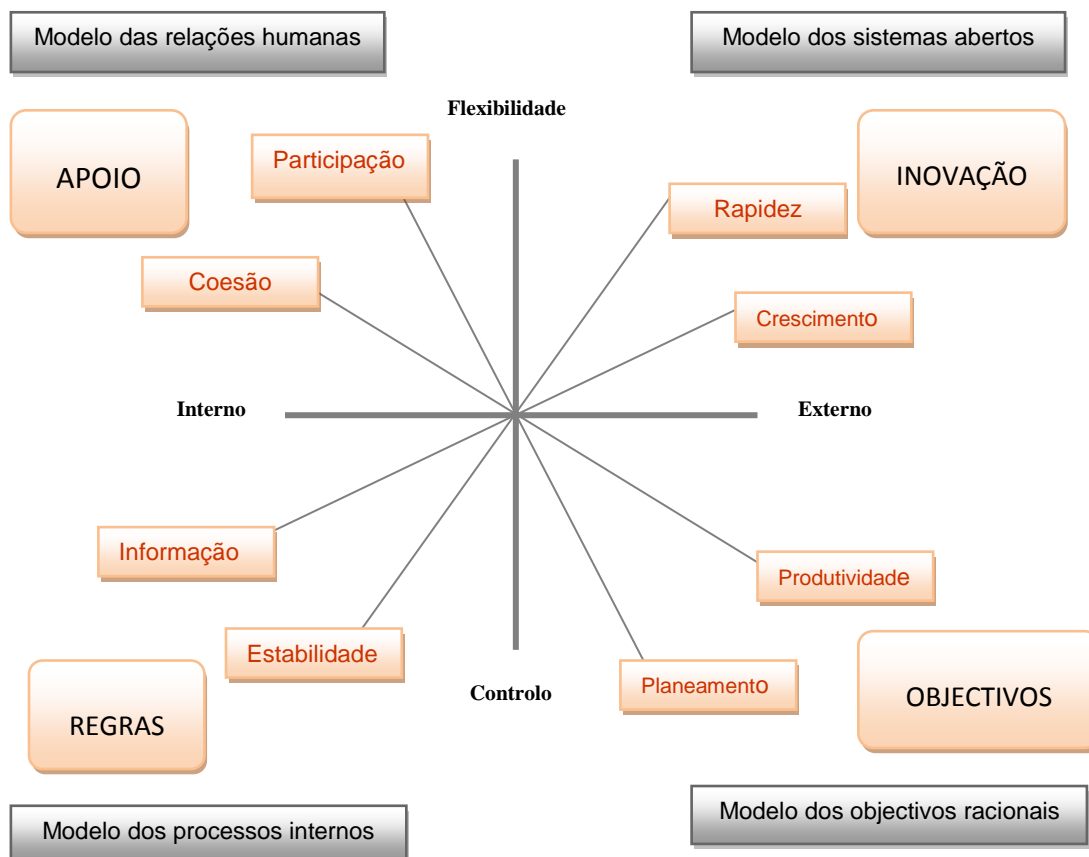 Modelo das relações humanas
Modelo dos sistemas abertos
Flexibilidade
APOIO
Participação
INOVAÇÃO
Rapidez
Coesão
Crescimento
Interno
Externo
Informação
Produtividade
Estabilidade
Planeamento
Controlo
REGRAS
OBJECTIVOS
Modelo dos processos internos
Modelo dos objectivos racionais